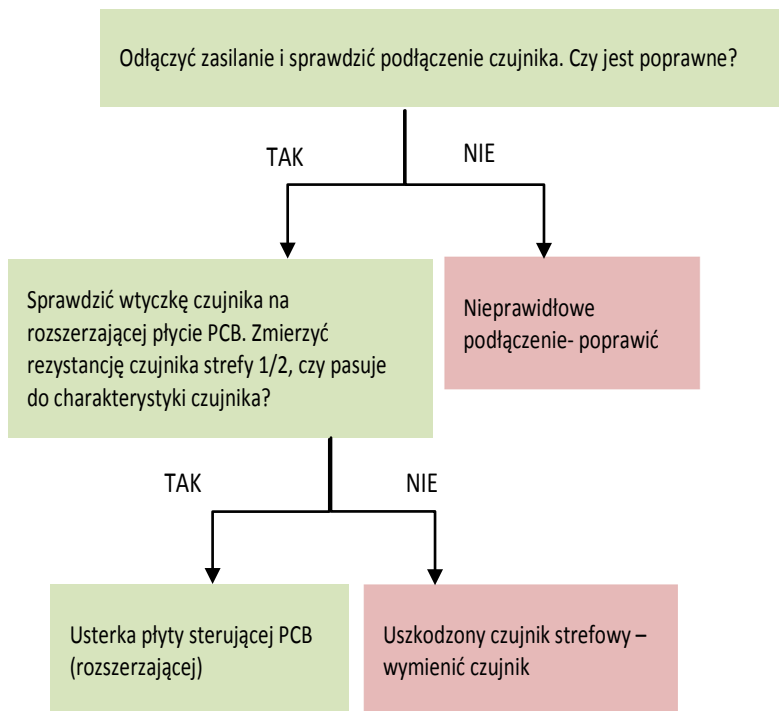 Odłączyć zasilanie i sprawdzić podłączenie czujnika. Czy jest poprawne?
TAK
NIE
Sprawdzić wtyczkę czujnika na
rozszerzającej płycie PCB. Zmierzyć
rezystancję czujnika strefy 1/2, czy pasuje
do charakterystyki czujnika?
Nieprawidłowe
podłączenie- poprawić
TAK
NIE
Usterka płyty sterującej PCB
(rozszerzającej)
Uszkodzony czujnik strefowy –
wymienić czujnik